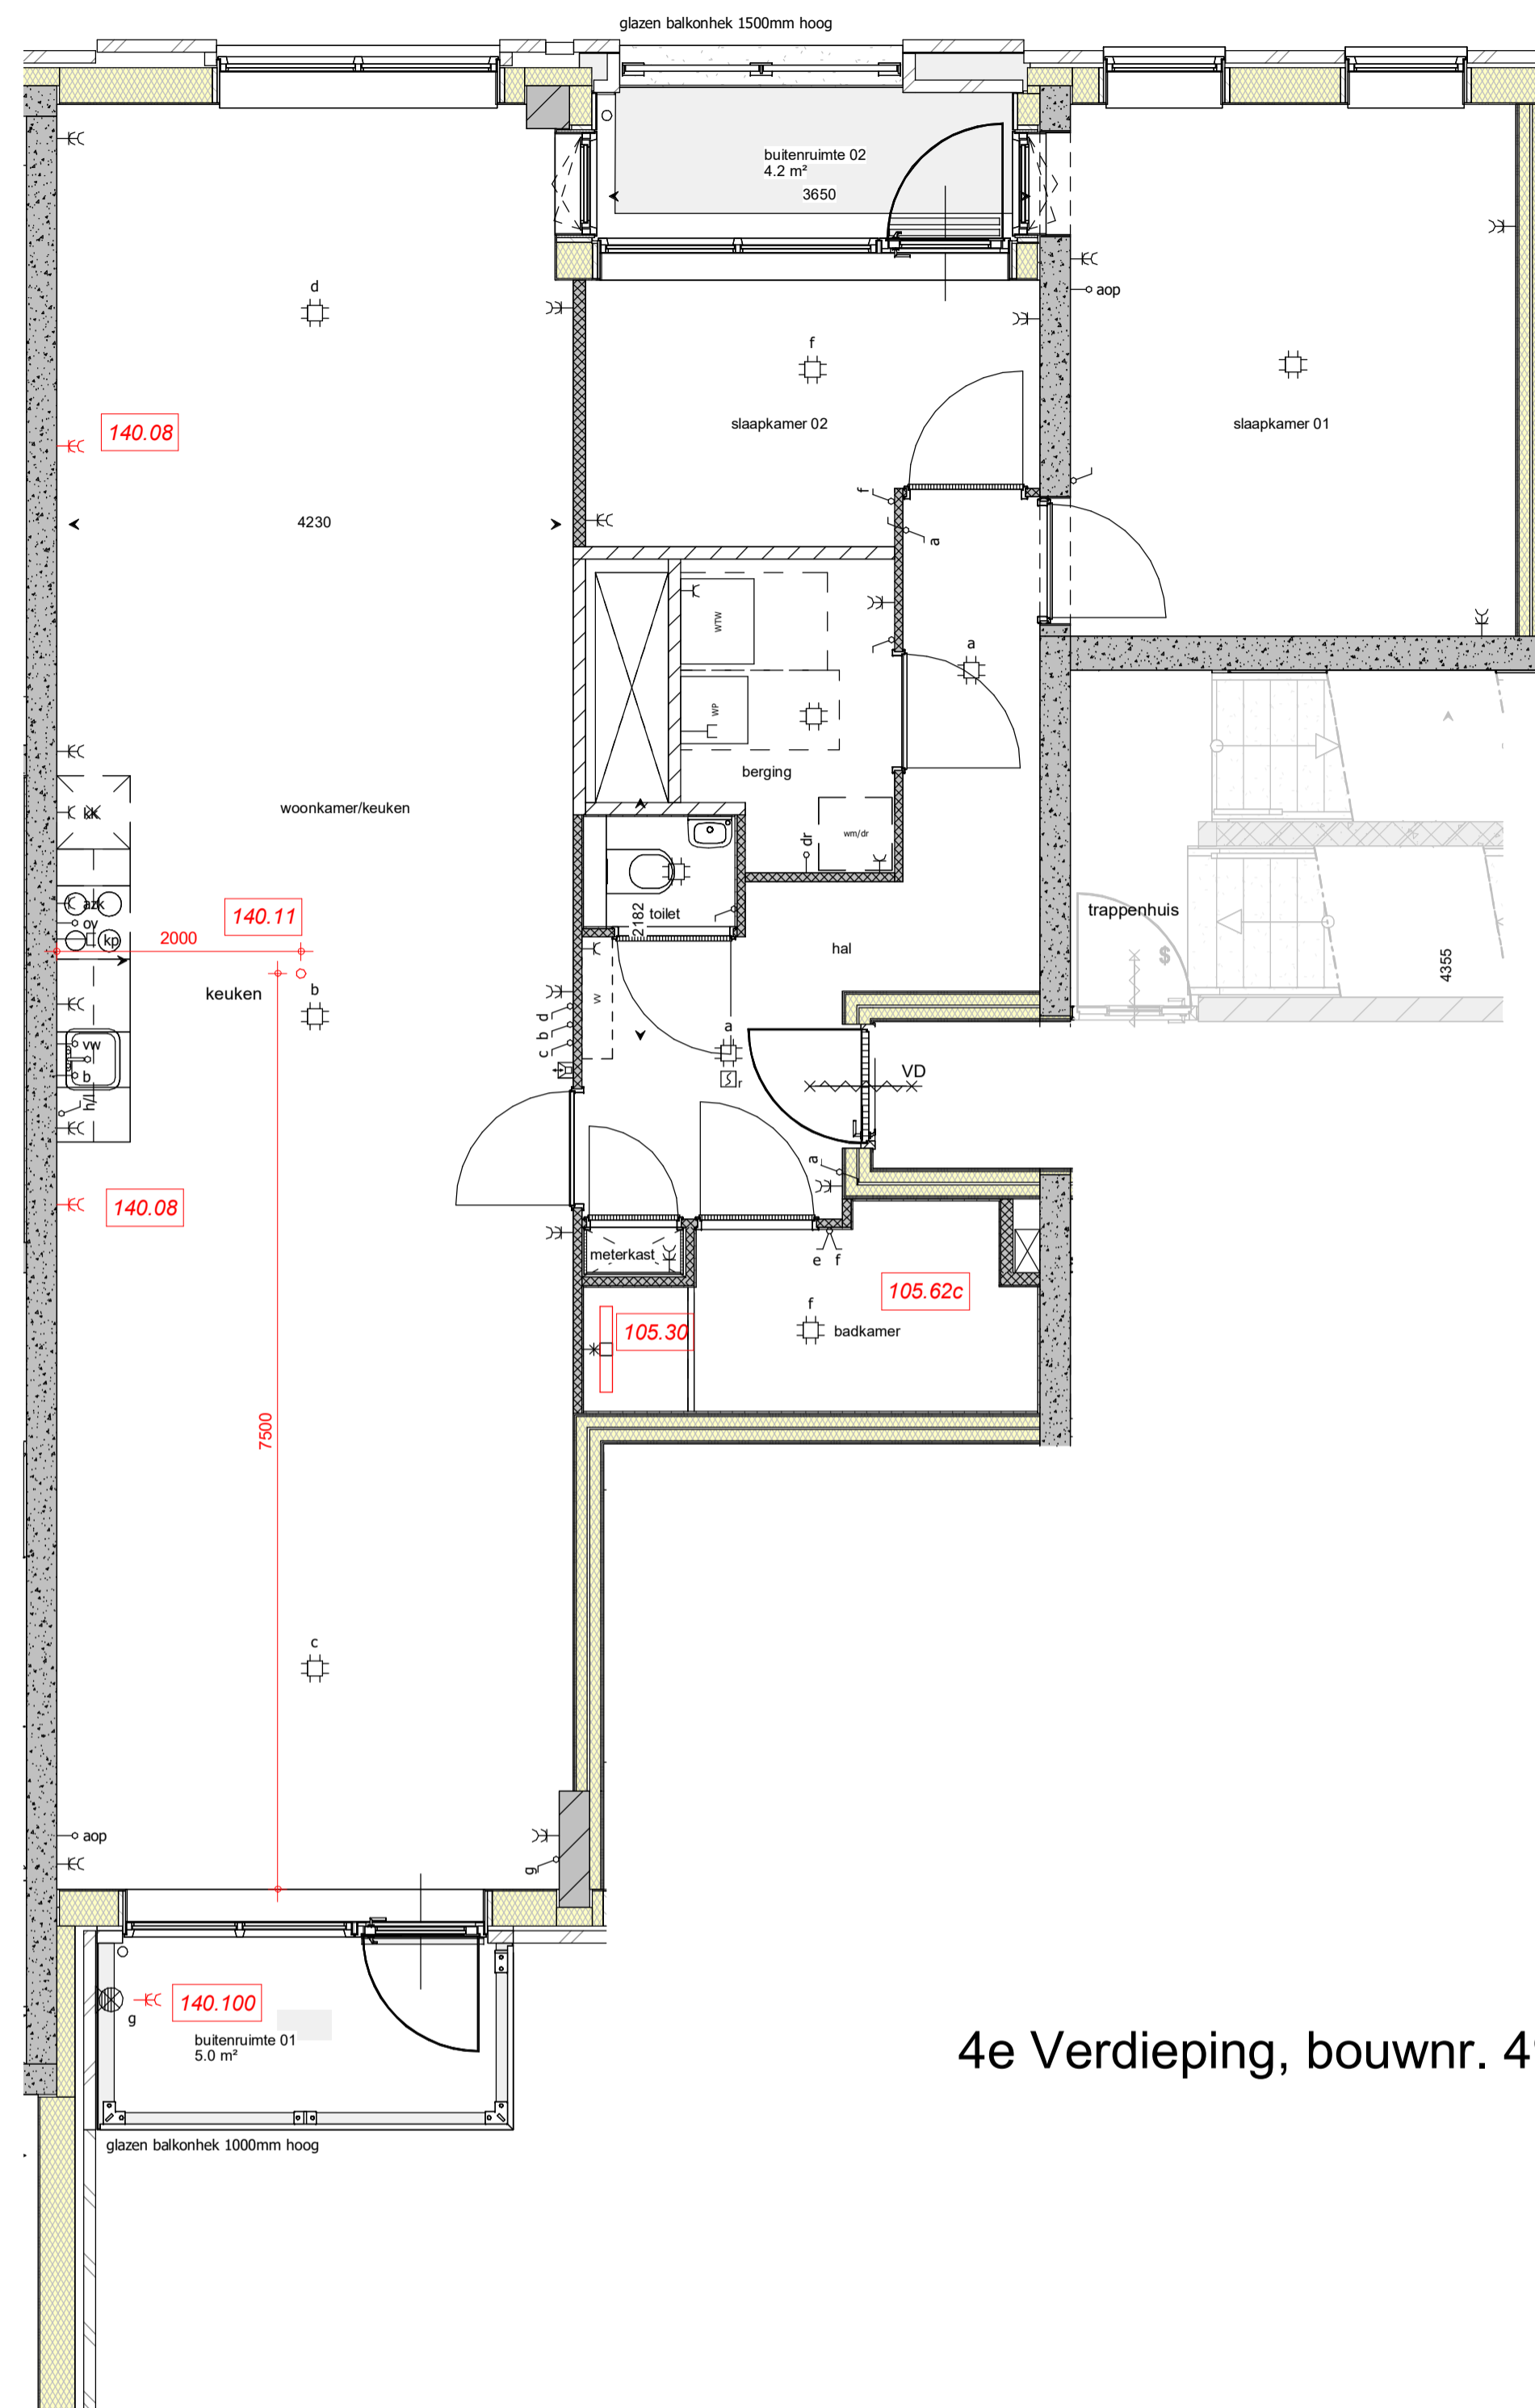 glazen balkonhek 1500mm hoog
buitenruimte 02
4.2 m²
3650
d
aop
f
slaapkamer 02
slaapkamer 01
140.08
4230
f
a
WTW
a
WP
berging
woonkamer/keuken
kk
wm/dr
dr
azk
140.11
ov
toilet
2182
trappenhuis
2000
kp
hal
$
4355
keuken
b
w
d
b
c
a
vw
r
VD
b
h/l
a
140.08
meterkast
e f
105.62c
f
105.30
badkamer
7500
c
aop
g
140.100
g
buitenruimte 01
5.0 m²
4e Verdieping, bouwnr.
glazen balkonhek 1000mm hoog